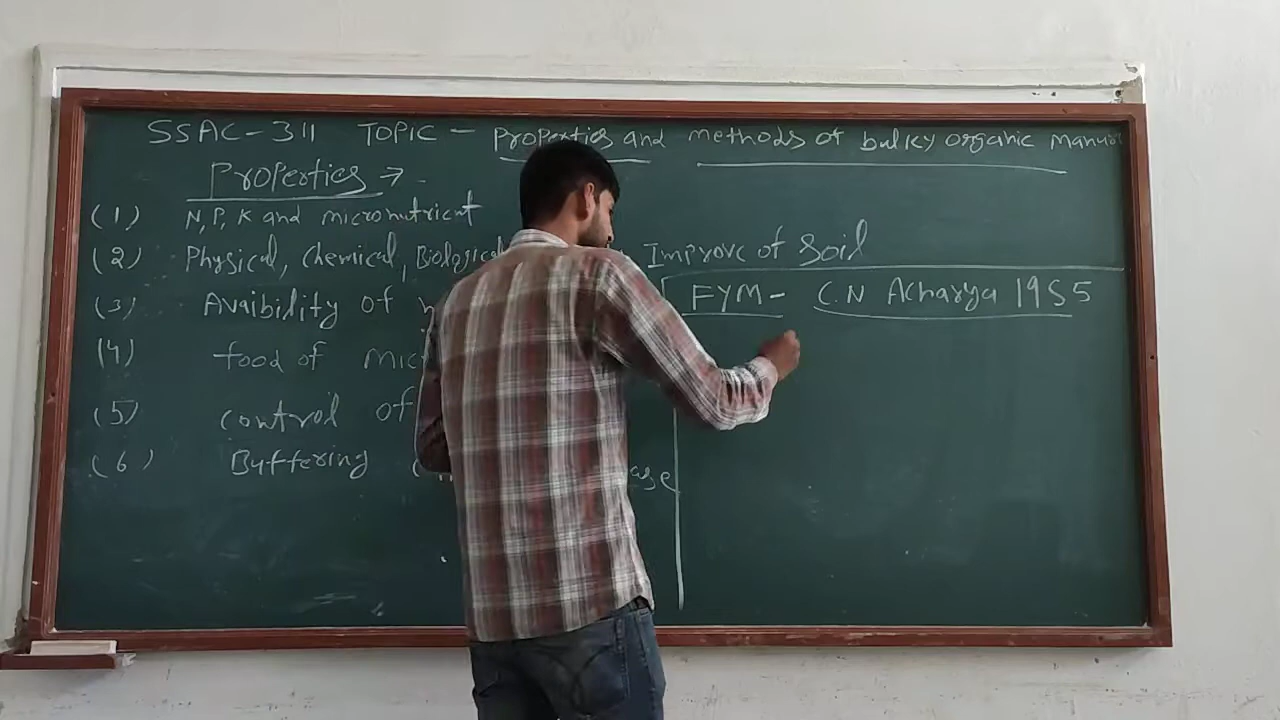 SSAC-311 TOPIC - Properties and methods of bulky organic manur
Properties →
(1) N, P, K and micronutrient
(2) Physical, Chemical, Biological Improve of Soil
(3) Avaibility of
(4) food of
(5) control of
(6) Buffering
FYM - C.N Acharya 1955